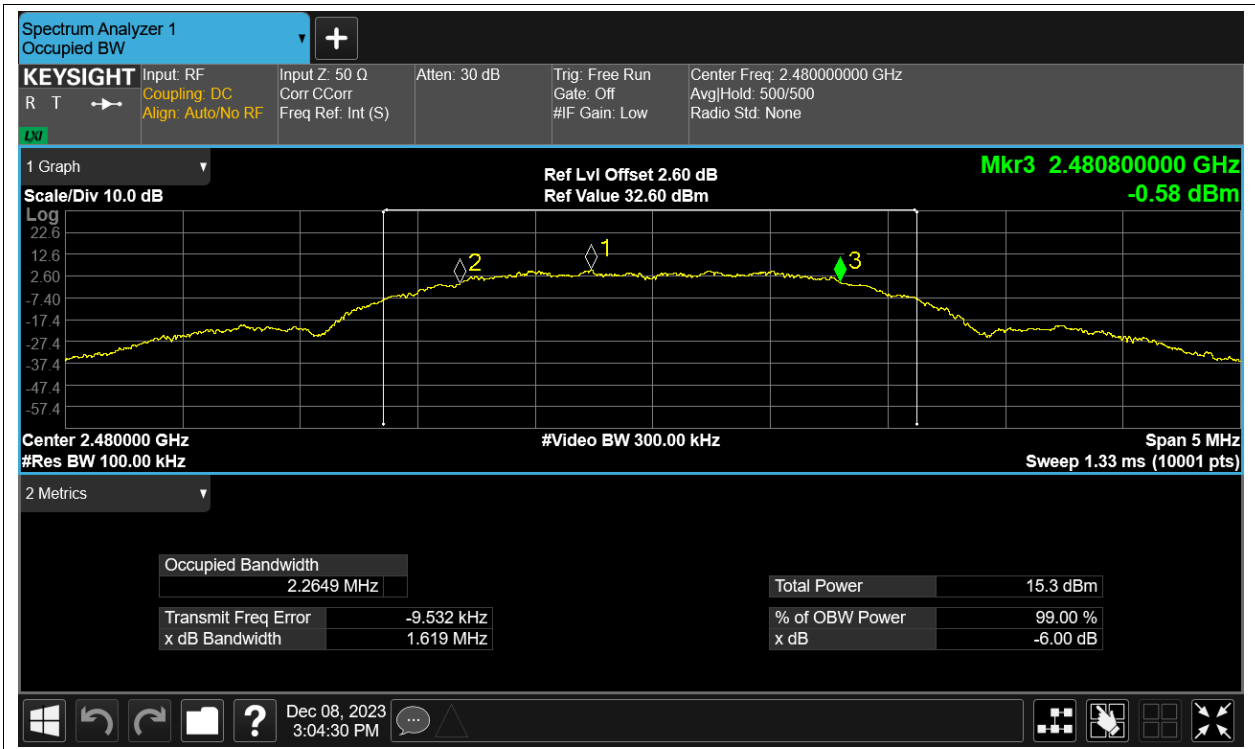 Spectrum Analyzer 1
Occupied BW
KEYSIGHT
R T
LXI
Input: RF
Coupling: DC
Align: Auto/No RF
Input Z: 50 Ω
Corr CCorr
Freq Ref: Int (S)
Atten: 30 dB
Trig: Free Run
Gate: Off
#IF Gain: Low
Center Freq: 2.480000000 GHz
Avg|Hold: 500/500
Radio Std: None
1 Graph
Scale/Div 10.0 dB
Ref Lvl Offset 2.60 dB
Ref Value 32.60 dBm
Mkr3 2.480800000 GHz
-0.58 dBm
Log
22.6
12.6
2.60
-7.40
-17.4
-27.4
-37.4
-47.4
-57.4
2
1
3
Center 2.480000 GHz
#Video BW 300.00 kHz
Span 5 MHz
#Res BW 100.00 kHz
Sweep 1.33 ms (10001 pts)
2 Metrics
Occupied Bandwidth
2.2649 MHz
Transmit Freq Error -9.532 kHz
x dB Bandwidth 1.619 MHz
Total Power 15.3 dBm
% of OBW Power 99.00 %
x dB -6.00 dB
?
Dec 08, 2023
3:04:30 PM